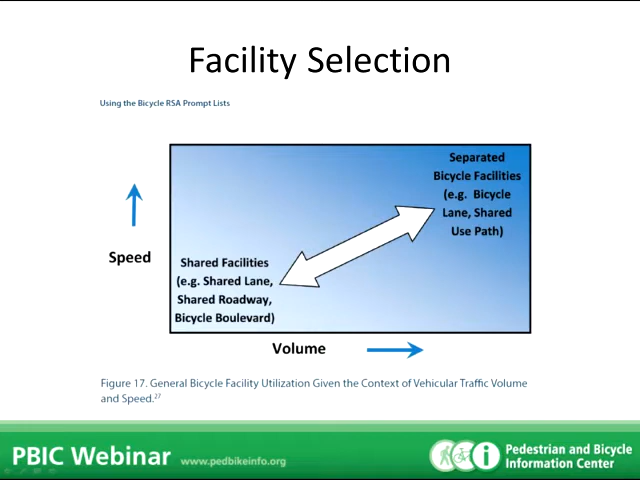 Facility Selection
Using the Bicycle RSA Prompt Lists
Separated
Bicycle Facilities
(e.g. Bicycle
Lane, Shared
Use Path)
Speed
Shared Facilities
(e.g. Shared Lane,
Shared Roadway,
Bicycle Boulevard)
Volume
Figure 17. General Bicycle Facility Utilization Given the Context of Vehicular Traffic Volume
and Speed.27
PBIC Webinar www.pedbikeinfo.org
Pedestrian and Bicycle
Information Center